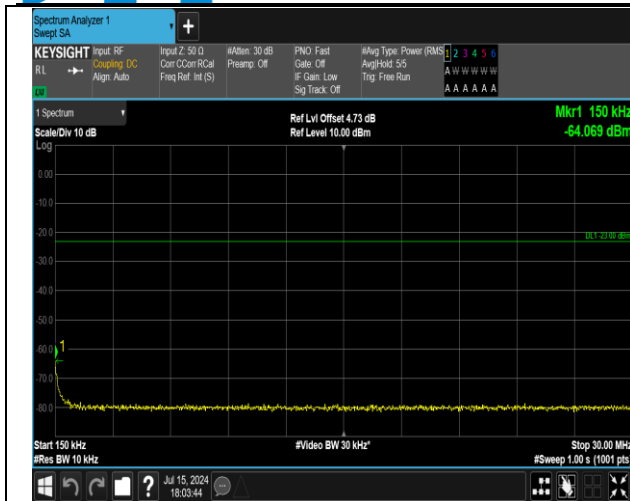 Spectrum Analyzer 1
Swept SA
+
KEYSIGHT
RL
LXI
Input: RF
Coupling: DC
Align: Auto
Input Z: 50 Ω
Corr CCorr RCal
Freq Ref: Int (S)
#Atten: 30 dB
Preamp: Off
PNO: Fast
Gate: Off
IF Gain: Low
Sig Track: Off
#Avg Type: Power (RMS
Avg|Hold: 5/5
Trig: Free Run
1 2 3 4 5 6
A W W W W W
A A A A A A
1 Spectrum
Scale/Div 10 dB
Ref Lvl Offset 4.73 dB
Ref Level 10.00 dBm
Mkr1 150 kHz
-64.069 dBm
Log
0.00
-10.0
-20.0
DL1 -23.00 dBm
-30.0
-40.0
-50.0
-60.0
1
-70.0
-80.0
Start 150 kHz
#Res BW 10 kHz
#Video BW 30 kHz*
Stop 30.00 MHz
#Sweep 1.00 s (1001 pts)
?
Jul 15, 2024
18:03:44